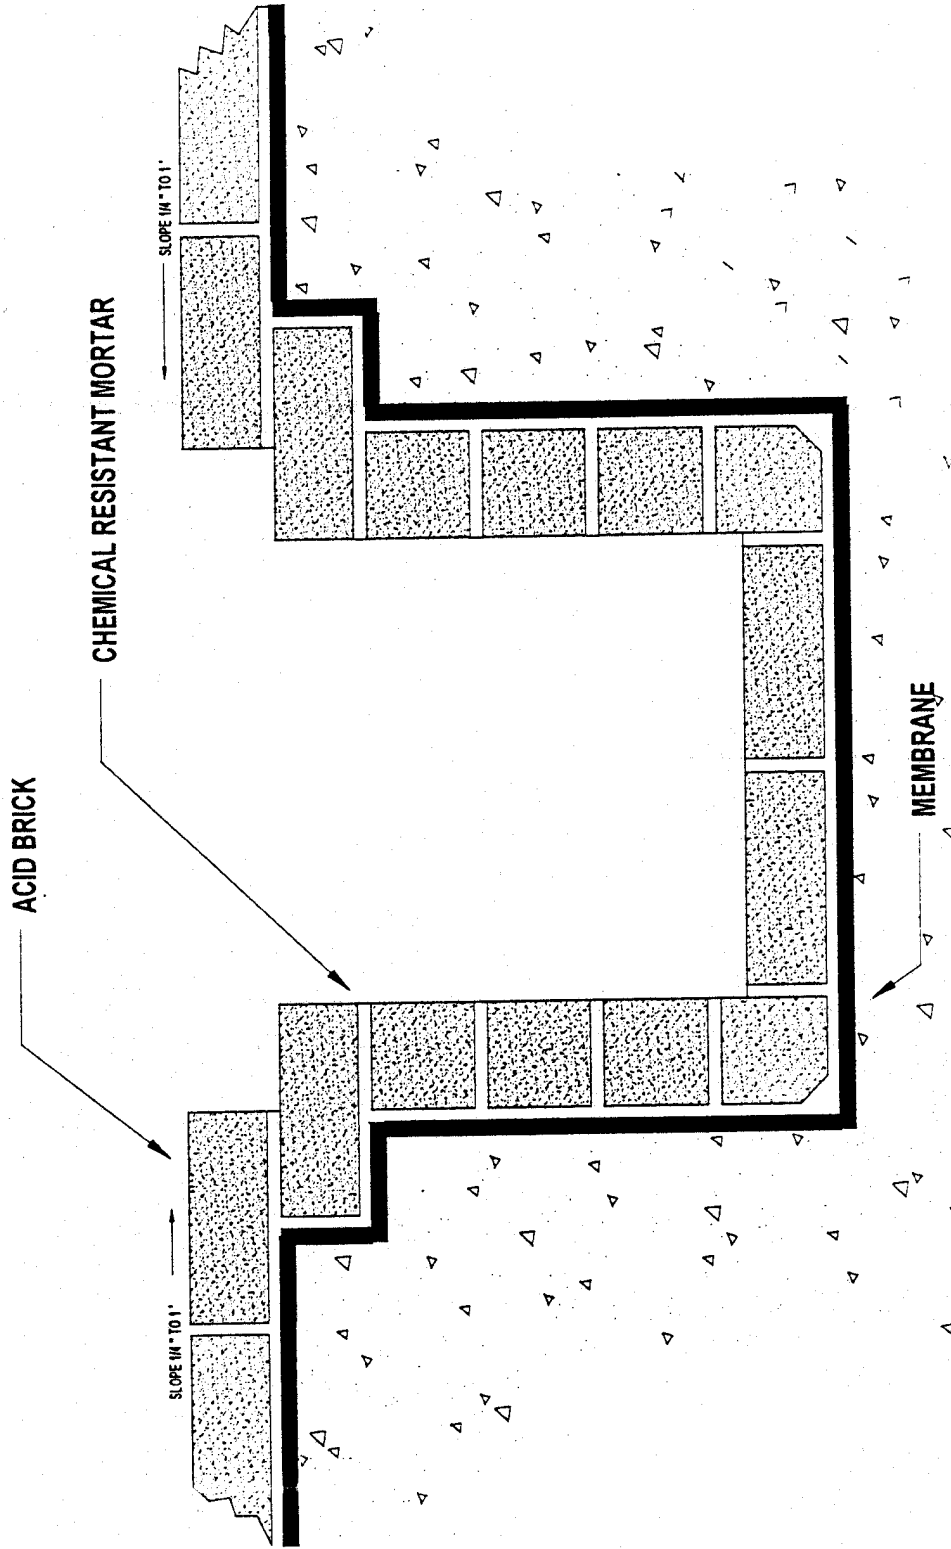 ACID BRICK
CHEMICAL RESISTANT MORTAR
SLOPE 1/4" TO 1'
SLOPE 1/4" TO 1'
MEMBRANE